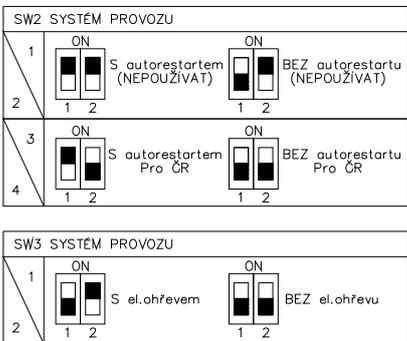 SW2 SYSTÉM PROVOZU
1
2
ON
1 2
S autorestartem
(NEPOUŽÍVAT)
ON
1 2
BEZ autorestartu
(NEPOUŽÍVAT)
3
4
ON
1 2
S autorestartem
Pro ČR
ON
1 2
BEZ autorestartu
Pro ČR
SW3 SYSTÉM PROVOZU
1
2
ON
1 2
S el.ohřevem
ON
1 2
BEZ el.ohřevu